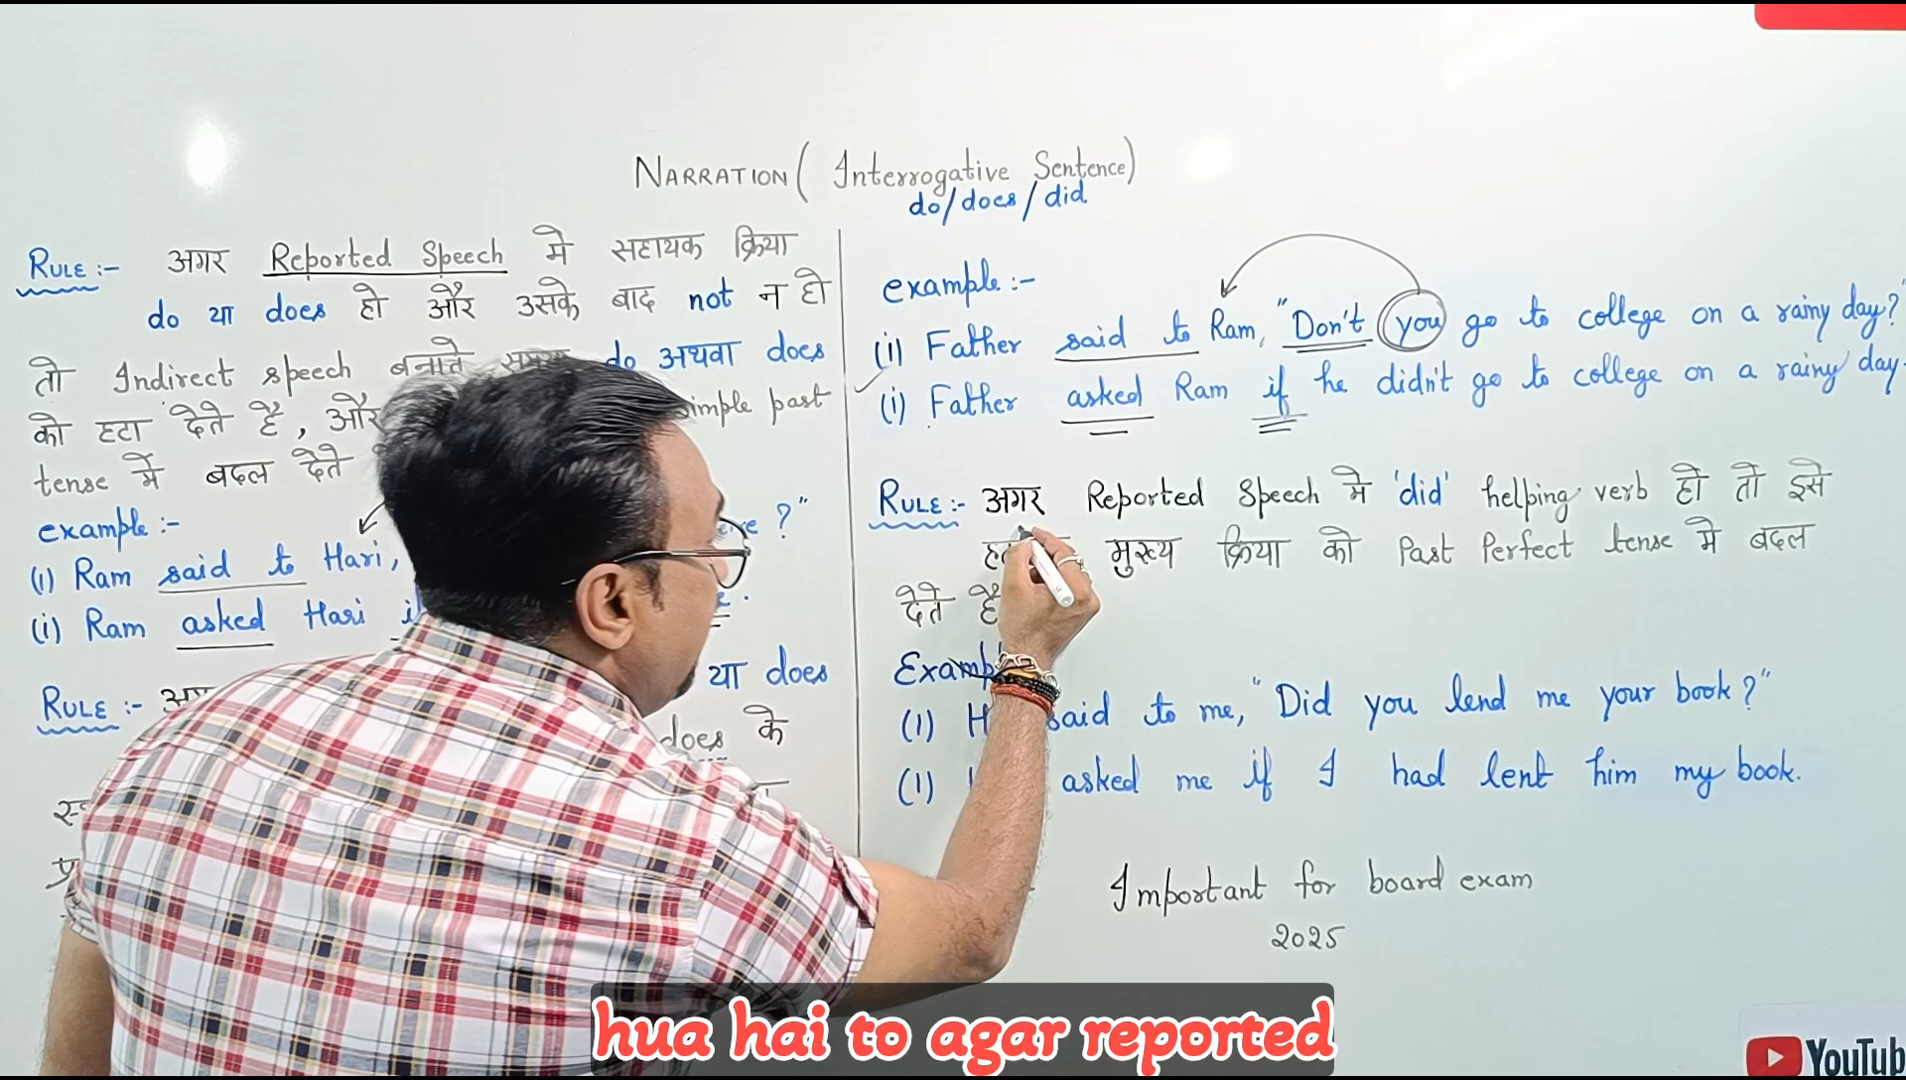 NARRATION ( Interrogative Sentence)
do/does/did
RULE :- अगर Reported Speech मे सहायक क्रिया
do या does हो और उसके बाद not न हो
तो Indirect speech बनाते समय do अथवा does
को हटा देते है, और simple past
tense में बदल देते
example :-
(i) Ram said to Hari, ?"
(i) Ram asked Hari
RULE :- या does
does के
example :-
(i) Father said to Ram, "Don't you go to college on a rainy day?"
(i) Father asked Ram if he didn't go to college on a rainy day.
RULE :- अगर Reported Speech मे 'did' helping verb हो तो इसे
मुख्य क्रिया को Past Perfect tense मे बदल
देते है
(1) said to me, "Did you lend me your book?"
(1) asked me if I had lent him my book.
Important for board exam
2025
hua hai to agar reported
YouTub